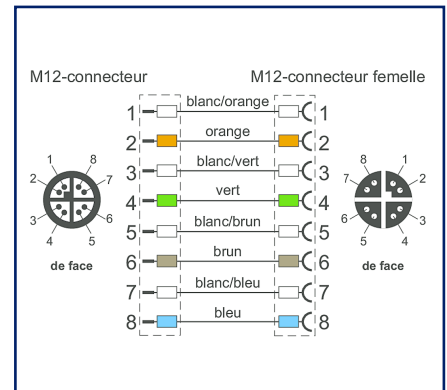 M12-connecteur M12-connecteur femelle
1 blanc/orange 1
2 orange 2
3 blanc/vert 3
4 vert 4
5 blanc/brun 5
6 brun 6
7 blanc/bleu 7
8 bleu 8
1 8
2 7
3 6
4 5
de face
8 1
7 2
6 3
5 4
de face